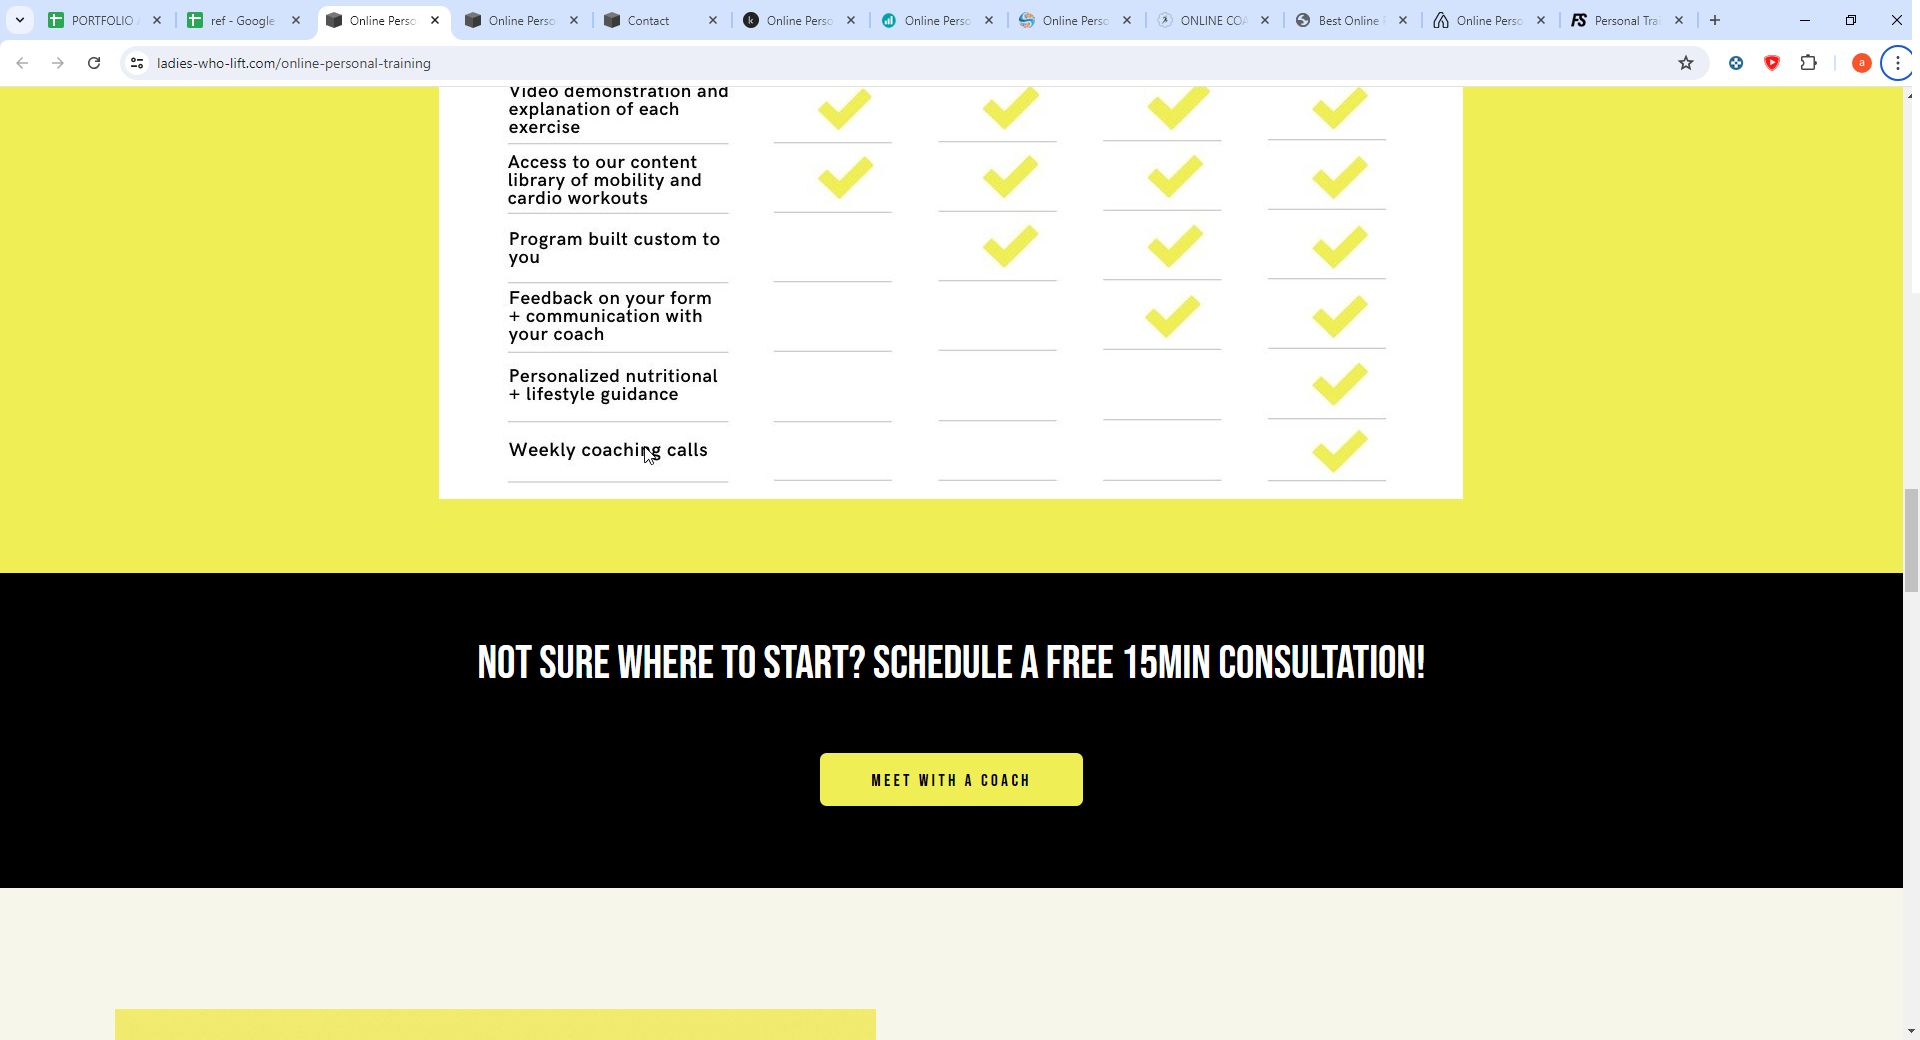 PORTFOLIO
ref - Google
Online Perso
Online Perso
Contact
Online Perso
Online Perso
Online Perso
ONLINE COA
Best Online
Online Perso
FS
Personal Trai
ladies-who-lift.com/online-personal-training
a
Video demonstration and
explanation of each
exercise
Access to our content
library of mobility and
cardio workouts
Program built custom to
you
Feedback on your form
+ communication with
your coach
Personalized nutritional
+ lifestyle guidance
Weekly coaching calls
NOT SURE WHERE TO START? SCHEDULE A FREE 15MIN CONSULTATION!
MEET WITH A COACH